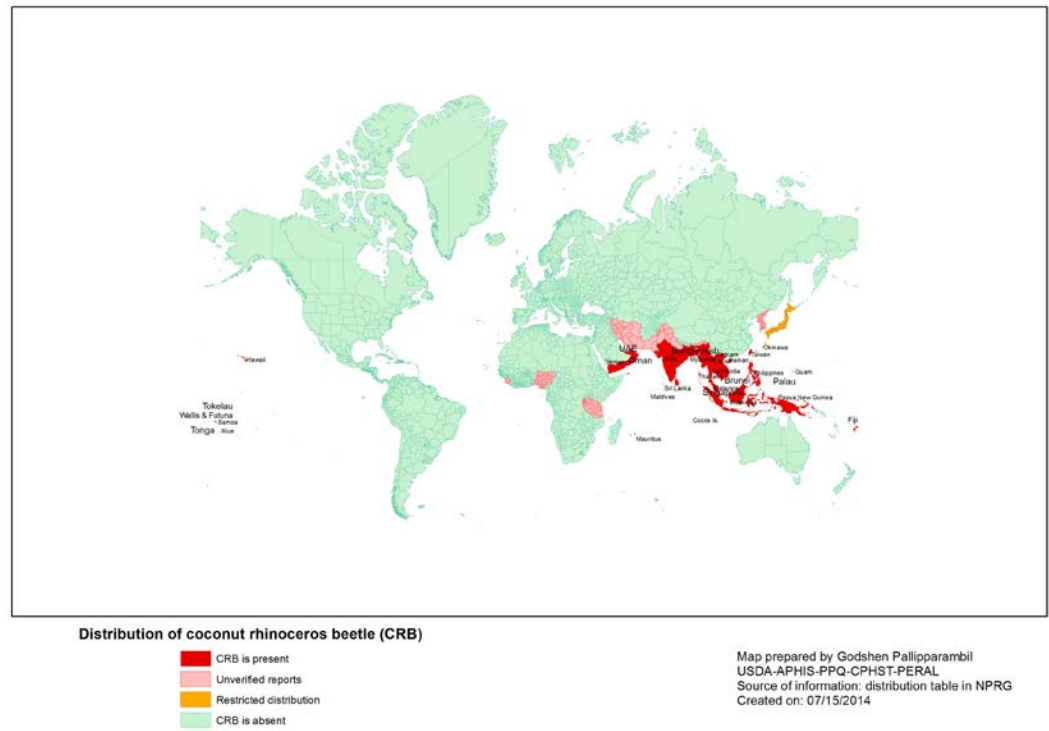 Okinawa
UAE
Oman
Taiwan
Hainan
Hawaii
Philippines
Guam
Brunei
Palau
Sri Lanka
Maldives
Papua New Guinea
Tokelau
Wallis & Futuna
Samoa
Tonga
Niue
Cocos Is.
Fiji
Mauritius
Distribution of coconut rhinoceros beetle (CRB)
CRB is present
Unverified reports
Restricted distribution
CRB is absent
Map prepared by Godshen Pallipparambil
USDA-APHIS-PPQ-CPHST-PERAL
Source of information: distribution table in NPRG
Created on: 07/15/2014